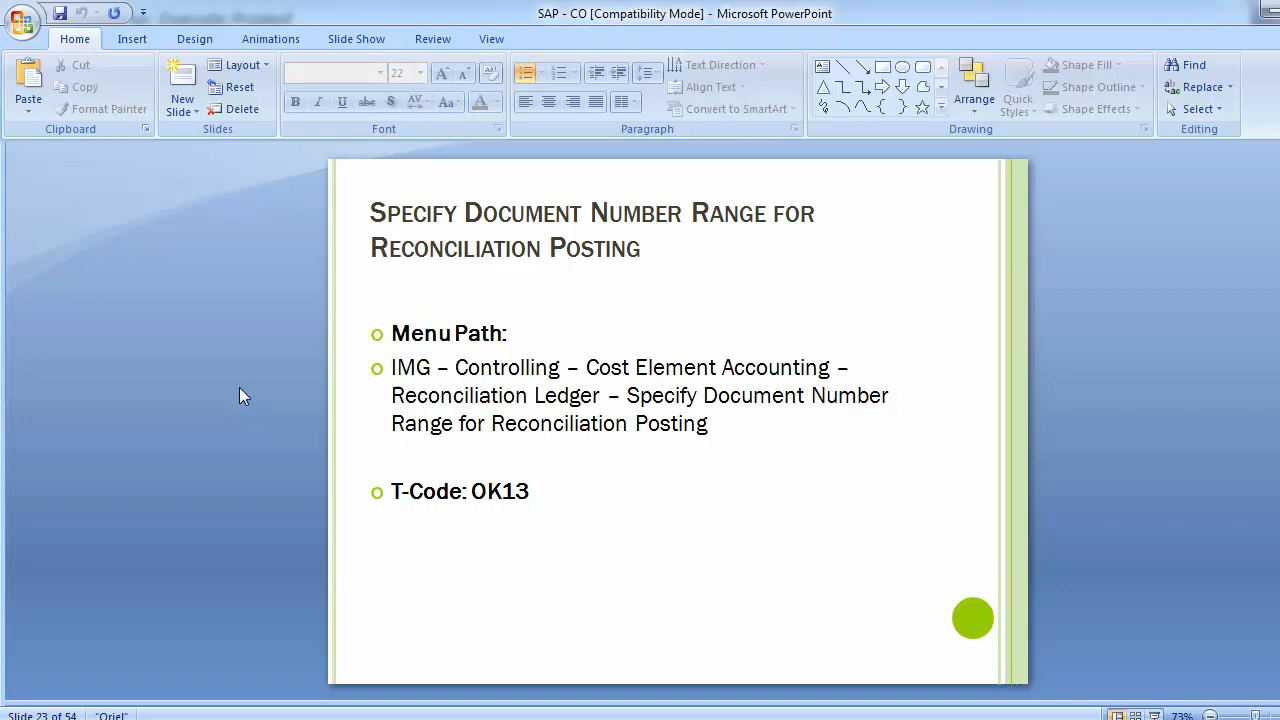 SAP - CO [Compatibility Mode] - Microsoft PowerPoint
Home Insert Design Animations Slide Show Review View
Paste
Cut
Copy
Format Painter
Clipboard
New Slide
Layout
Reset
Delete
Slides
22
B I U abc S AV Aa A
Font
Text Direction
Align Text
Convert to SmartArt
Paragraph
Arrange
Quick Styles
Shape Fill
Shape Outline
Shape Effects
Drawing
Find
Replace
Select
Editing
SPECIFY DOCUMENT NUMBER RANGE FOR
RECONCILIATION POSTING
Menu Path:
IMG – Controlling – Cost Element Accounting –
Reconciliation Ledger – Specify Document Number
Range for Reconciliation Posting
T-Code: OK13
Slide 23 of 54 "Oriel" 73%